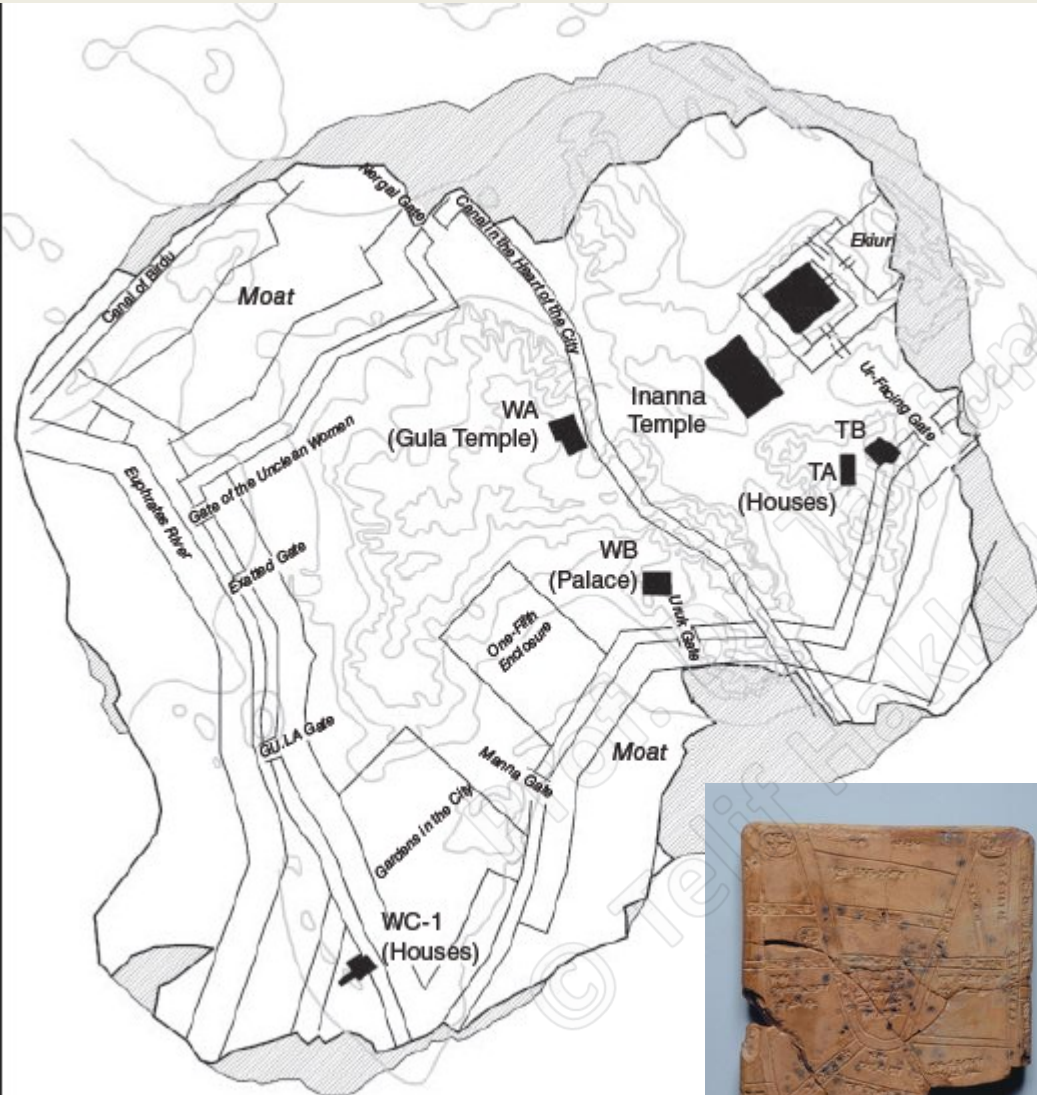 Nergal Gate
Canal in the Heart of the City
Canal of Birdu
Moat
Ekiur
Inanna
Temple
Ur-Facing Gate
WA
(Gula Temple)
TB
TA
(Houses)
Gate of the Unclean Women
Euphrates River
Exalted Gate
WB
(Palace)
Uruk Gate
One-Fifth
Enclosure
GU.LA Gate
Manna Gate
Moat
Gardens in the City
WC-1
(Houses)
© Telif Hakkı